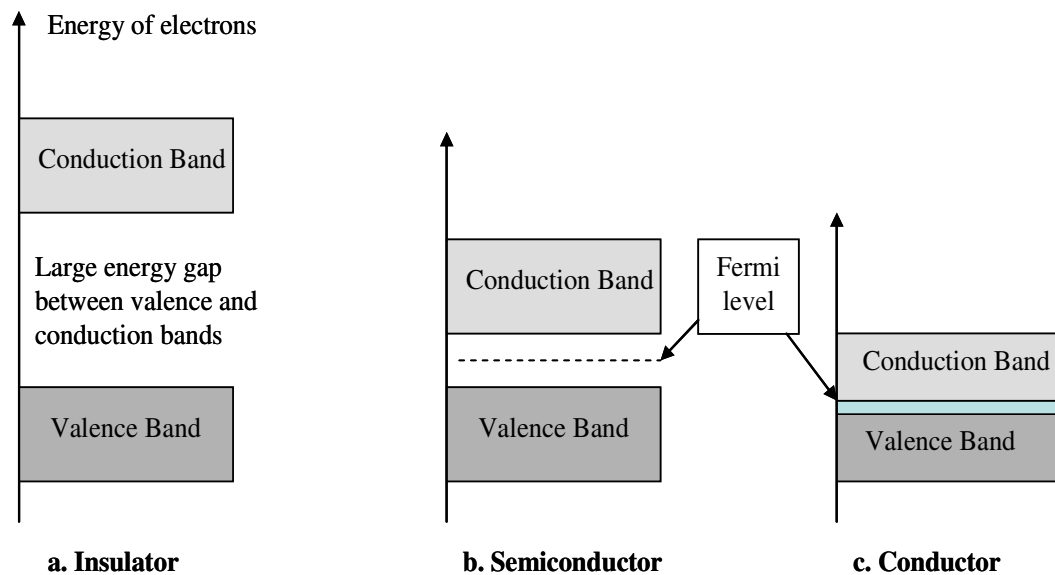 Energy of electrons
Conduction Band
Large energy gap
between valence and
conduction bands
Valence Band
a. Insulator
Conduction Band
Valence Band
b. Semiconductor
Fermi
level
Conduction Band
Valence Band
c. Conductor